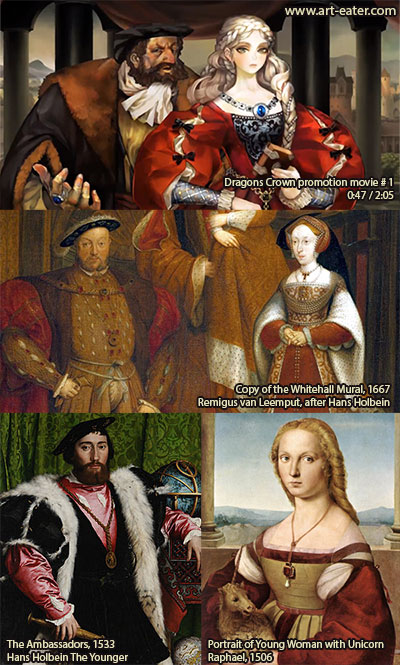 www.art-eater.com
Dragons Crown promotion movie # 1
0:47 / 2:05
Copy of the Whitehall Mural, 1667
Remigus van Leemput, after Hans Holbein
The Ambassadors, 1533
Hans Holbein The Younger
Portrait of Young Woman with Unicorn
Raphael, 1506